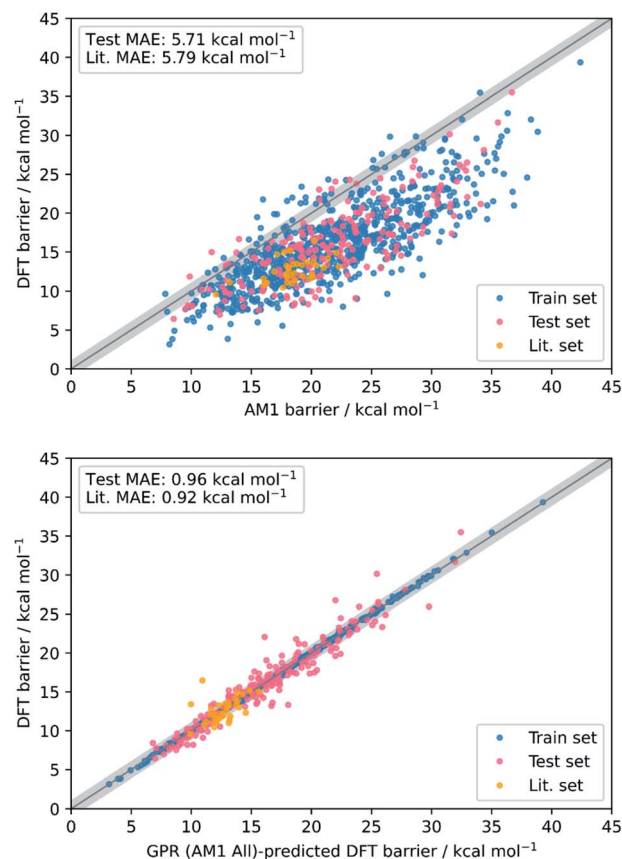 Test MAE: 5.71 kcal mol⁻¹
Lit. MAE: 5.79 kcal mol⁻¹
45
40
35
30
25
20
15
10
5
0
DFT barrier / kcal mol⁻¹
Train set
Test set
Lit. set
0 5 10 15 20 25 30 35 40 45
AM1 barrier / kcal mol⁻¹
Test MAE: 0.96 kcal mol⁻¹
Lit. MAE: 0.92 kcal mol⁻¹
45
40
35
30
25
20
15
10
5
0
DFT barrier / kcal mol⁻¹
Train set
Test set
Lit. set
0 5 10 15 20 25 30 35 40 45
GPR (AM1 All)-predicted DFT barrier / kcal mol⁻¹